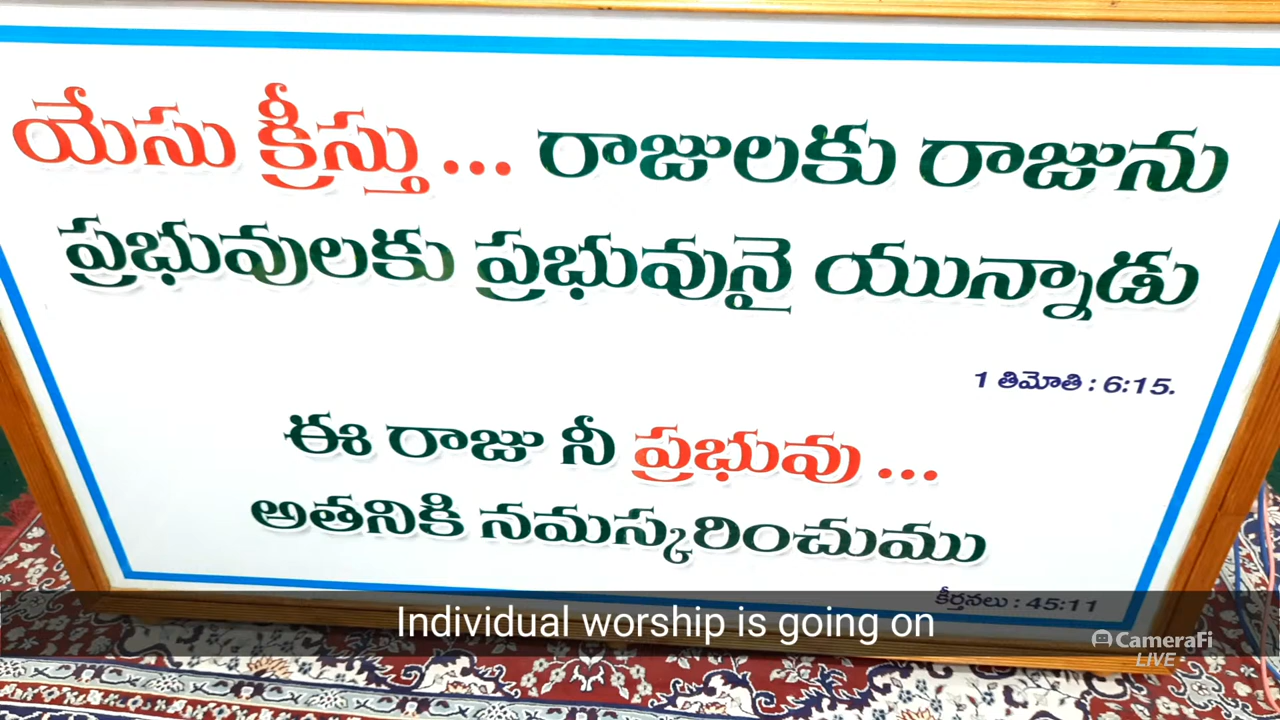 యేసు క్రీస్తు ... రాజులకు రాజును
ప్రభువులకు ప్రభువునై యున్నాడు
1 తిమోతి : 6:15.
ఈ రాజు నీ ప్రభువు ...
అతనికి నమస్కరించుము
కీర్తనలు : 45:11
Individual worship is going on
CameraFi
LIVE